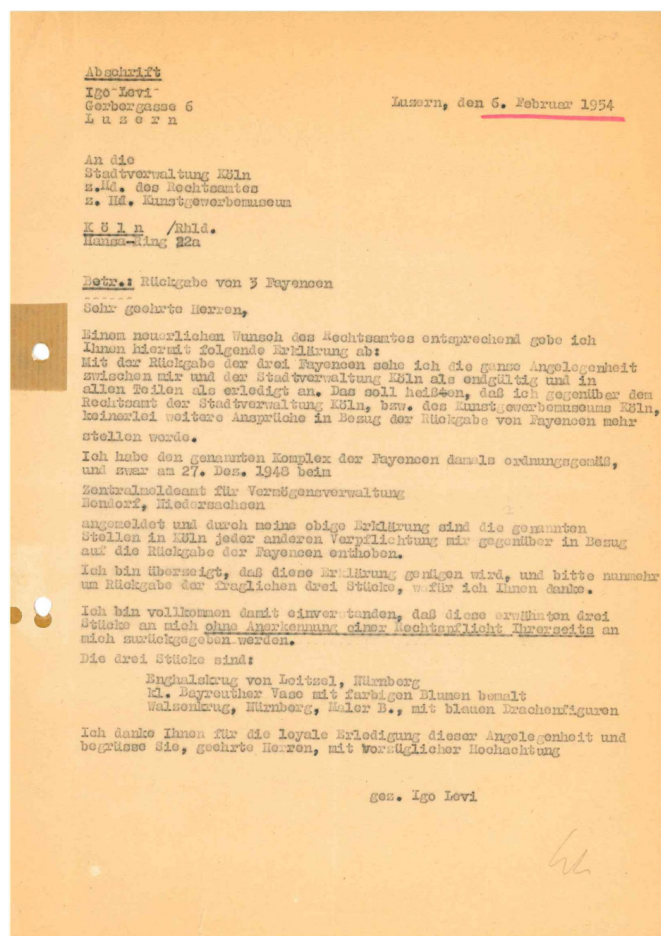 Abschrift
Igo Levi
Gerbergasse 6
L u z e r n
Luzern, den 6. Februar 1954
An die
Stadtverwaltung Köln
z.Hd. des Rechtsamtes
z. Hd. Kunstgewerbemuseum
K ö l n /Rhld.
Hansa-Ring 22a
Betr.: Rückgabe von 3 Fayencen
Sehr geehrte Herren,
Einem neuerlichen Wunsch des Rechtsamtes entsprechend gebe ich
Ihnen hiermit folgende Erklärung ab:
Mit der Rückgabe der drei Fayencen sehe ich die ganze Angelegenheit
zwischen mir und der Stadtverwaltung Köln als endgültig und in
allen Teilen als erledigt an. Das soll heißten, daß ich gegenüber dem
Rechtsamt der Stadtverwaltung Köln, bzw. des Kunstgewerbemuseums Köln,
keinerlei weitere Ansprüche in Bezug der Rückgabe von Fayencen mehr
stellen werde.
Ich habe den genannten Komplex der Fayencen damals ordnungsgemäß,
und zwar am 27. Dez. 1948 beim
Zentralmeldeamt für Vermögensverwaltung
Bendorf, Niedersachsen
angemeldet und durch meine obige Erklärung sind die genannten
Stellen in Köln jeder anderen Verpflichtung mir gegenüber in Bezug
auf die Rückgabe der Fayencen enthoben.
Ich bin überzeigt, daß diese Erklärung genügen wird, und bitte nunmehr
um Rückgabe der fraglichen drei Stücke, wofür ich Ihnen danke.
Ich bin vollkommen damit einverstanden, daß diese erwähnten drei
Stücke an mich ohne Anerkennung einer Rechtspflicht Ihrerseits an
mich zurückgegeben werden.
Die drei Stücke sind:
Enghalskrug von Leitzel, Nürnberg
kl. Bayreuther Vase mit farbigen Blumen bemalt
Walzenkrug, Nürnberg, Maler B., mit blauen Drachenfiguren
Ich danke Ihnen für die loyale Erledigung dieser Angelegenheit und
begrüsse Sie, geehrte Herren, mit vorzüglicher Hochachtung
gez. Igo Levi